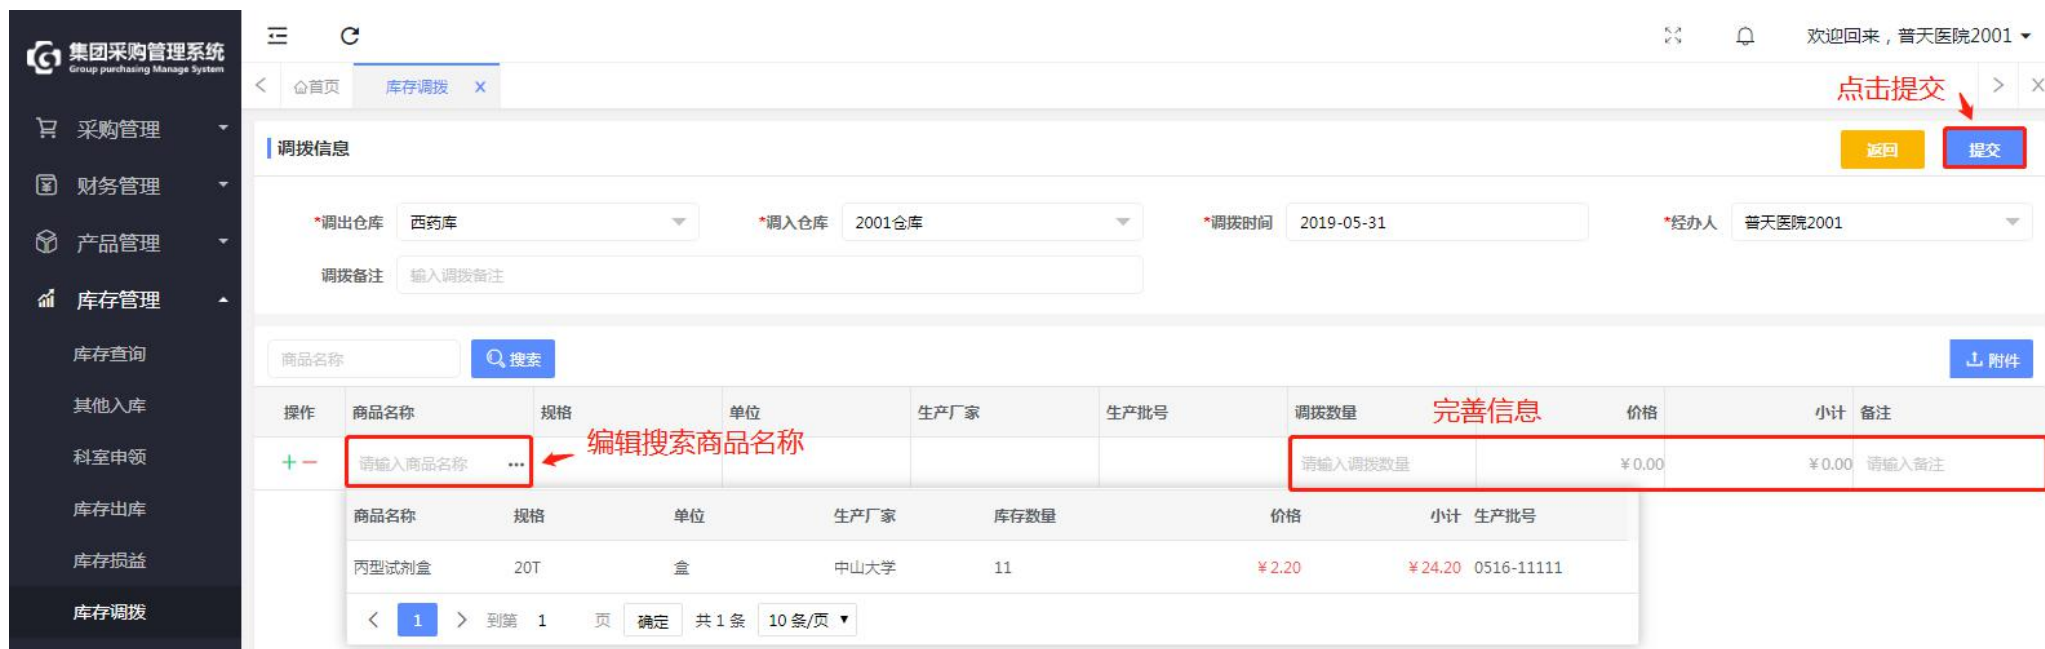 集团采购管理系统
Group purchasing Manage System
欢迎回来，普天医院2001
首页 库存调拨 X
点击提交
采购管理
财务管理
产品管理
库存管理
库存查询
其他入库
科室申领
库存出库
库存损益
库存调拨
调拨信息
返回 提交
*调出仓库 西药库 *调入仓库 2001仓库 *调拨时间 2019-05-31 *经办人 普天医院2001
调拨备注 输入调拨备注
商品名称 搜索 附件
操作 商品名称 规格 单位 生产厂家 生产批号 调拨数量 价格 小计 备注
完善信息
编辑搜索商品名称
+ − 请输入商品名称 ••• 请输入调拨数量 ¥0.00 ¥0.00 请输入备注
商品名称 规格 单位 生产厂家 库存数量 价格 小计 生产批号
丙型试剂盒 20T 盒 中山大学 11 ¥2.20 ¥24.20 0516-11111
< 1 > 到第 1 页 确定 共 1 条 10 条/页